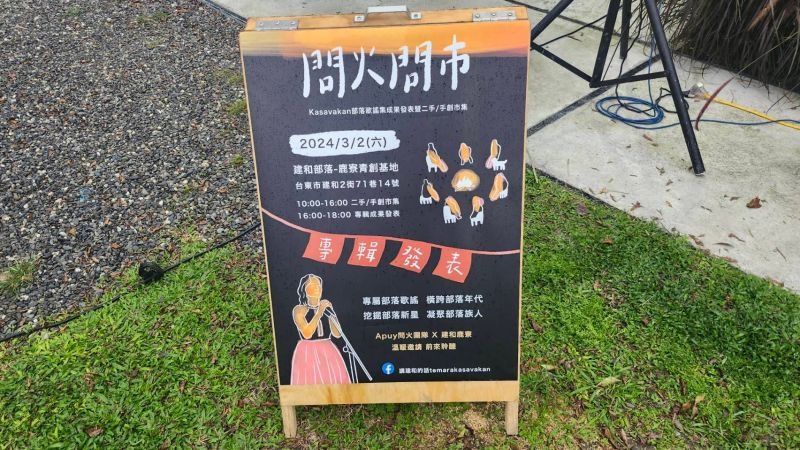 問火問市
Kasavakan部落歌謠集成果發表暨二手/手創市集
2024/3/2(六)
建和部落-鹿寮青創基地
台東市建和2街71巷14號
10:00-16:00 二手/手創市集
16:00-18:00 專輯成果發表
專輯發表
專屬部落歌謠 橫跨部落年代
挖掘部落新星 凝聚部落族人
Apuy問火團隊 X 建和鹿寮
溫暖邀請 前來聆聽
講建和的話temarakasavakan